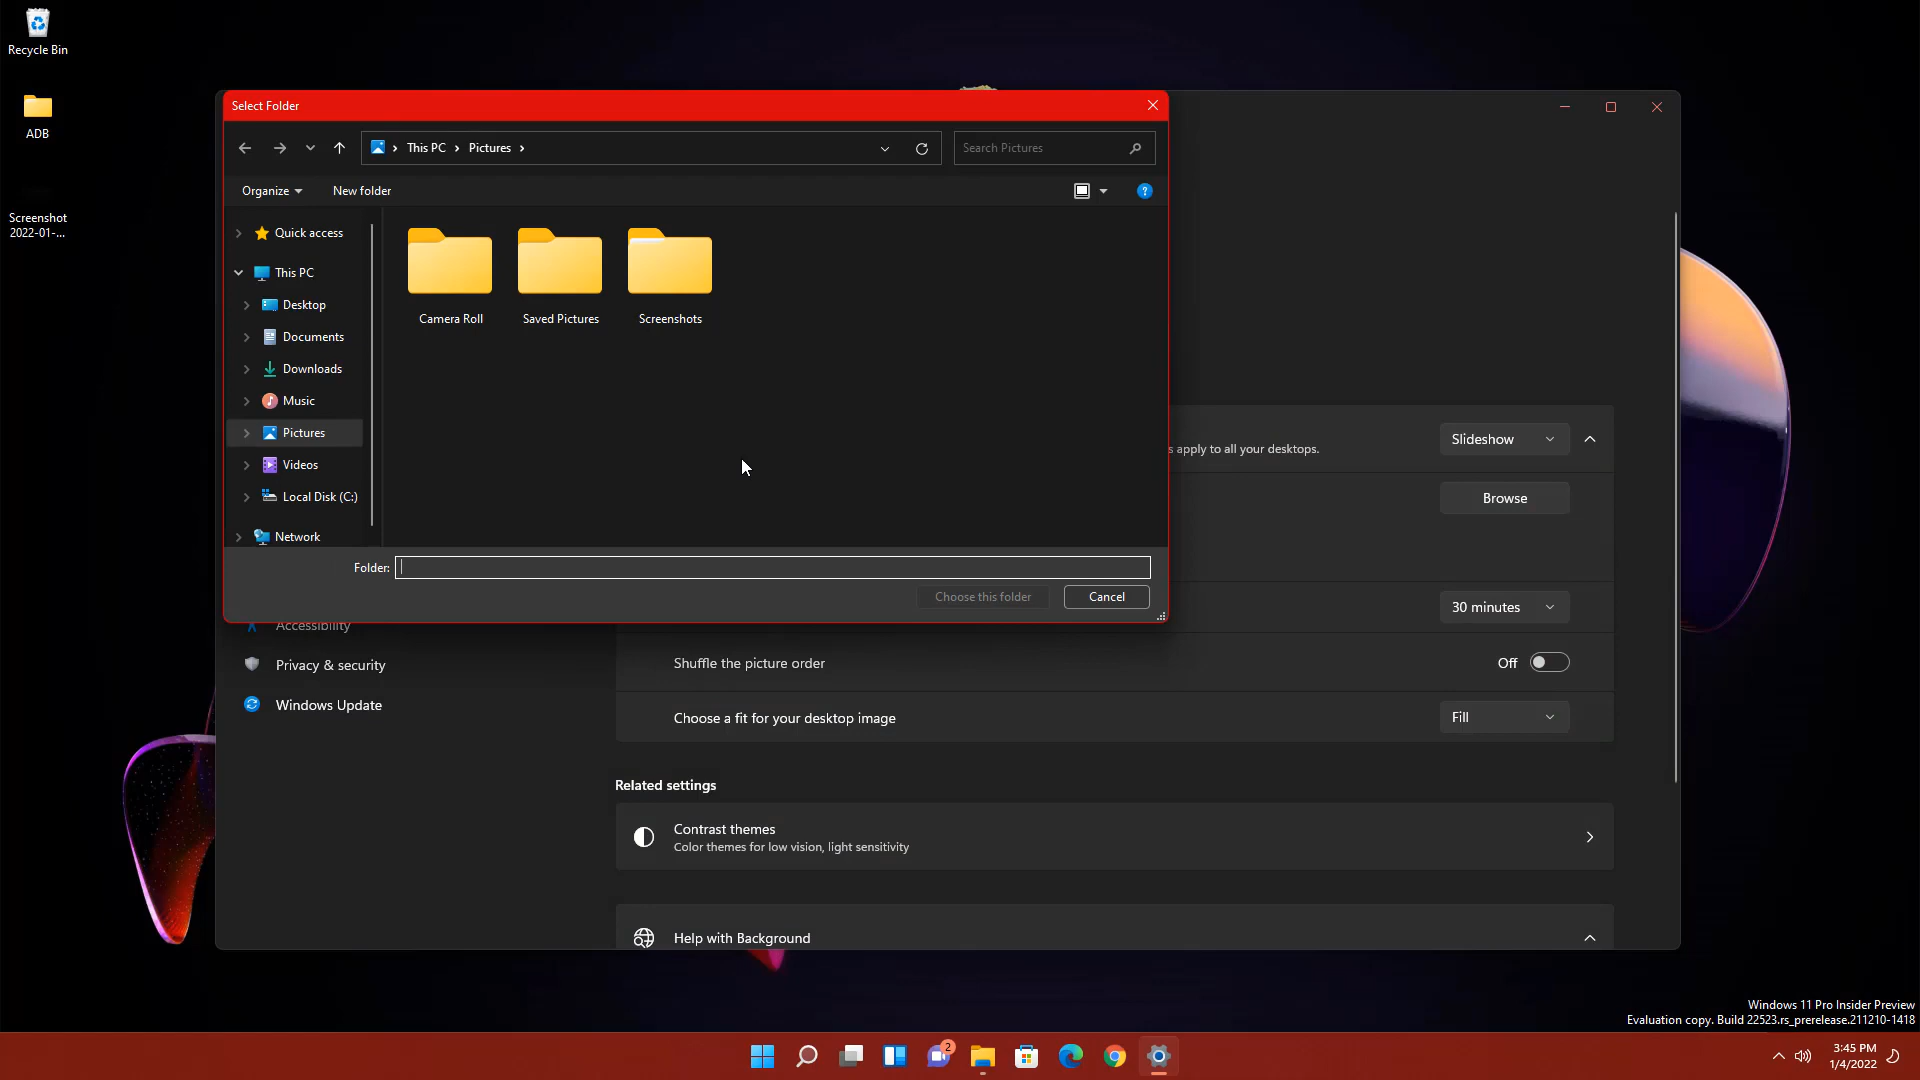 Recycle Bin
ADB
Screenshot
2022-01-...
Select Folder
This PC
Pictures
Search Pictures
Organize
New folder
?
Quick access
This PC
Desktop
Documents
Downloads
Music
Pictures
Videos
Local Disk (C:)
Network
Camera Roll
Saved Pictures
Screenshots
Folder:
Choose this folder
Cancel
s apply to all your desktops.
Slideshow
Browse
30 minutes
Accessibility
Privacy & security
Windows Update
Shuffle the picture order
Off
Choose a fit for your desktop image
Fill
Related settings
Contrast themes
Color themes for low vision, light sensitivity
Help with Background
Windows 11 Pro Insider Preview
Evaluation copy. Build 22523.rs_prerelease.211210-1418
2
3:45 PM
1/4/2022